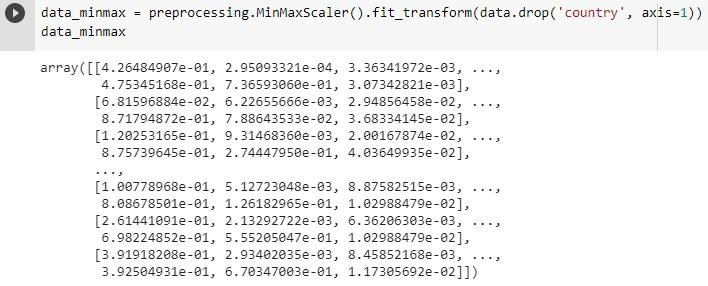 data_minmax = preprocessing.MinMaxScaler().fit_transform(data.drop('country', axis=1))
data_minmax
array([[4.26484907e-01, 2.95093321e-04, 3.36341972e-03, ...,
4.75345168e-01, 7.36593060e-01, 3.07342821e-03],
[6.81596884e-02, 6.22655666e-03, 2.94856458e-02, ...,
8.71794872e-01, 7.88643533e-02, 3.68334145e-02],
[1.20253165e-01, 9.31468360e-03, 2.00167874e-02, ...,
8.75739645e-01, 2.74447950e-01, 4.03649935e-02],
...,
[1.00778968e-01, 5.12723048e-03, 8.87582515e-03, ...,
8.08678501e-01, 1.26182965e-01, 1.02988479e-02],
[2.61441091e-01, 2.13292722e-03, 6.36206303e-03, ...,
6.98224852e-01, 5.55205047e-01, 1.02988479e-02],
[3.91918208e-01, 2.93402035e-03, 8.45852168e-03, ...,
3.92504931e-01, 6.70347003e-01, 1.17305692e-02]])